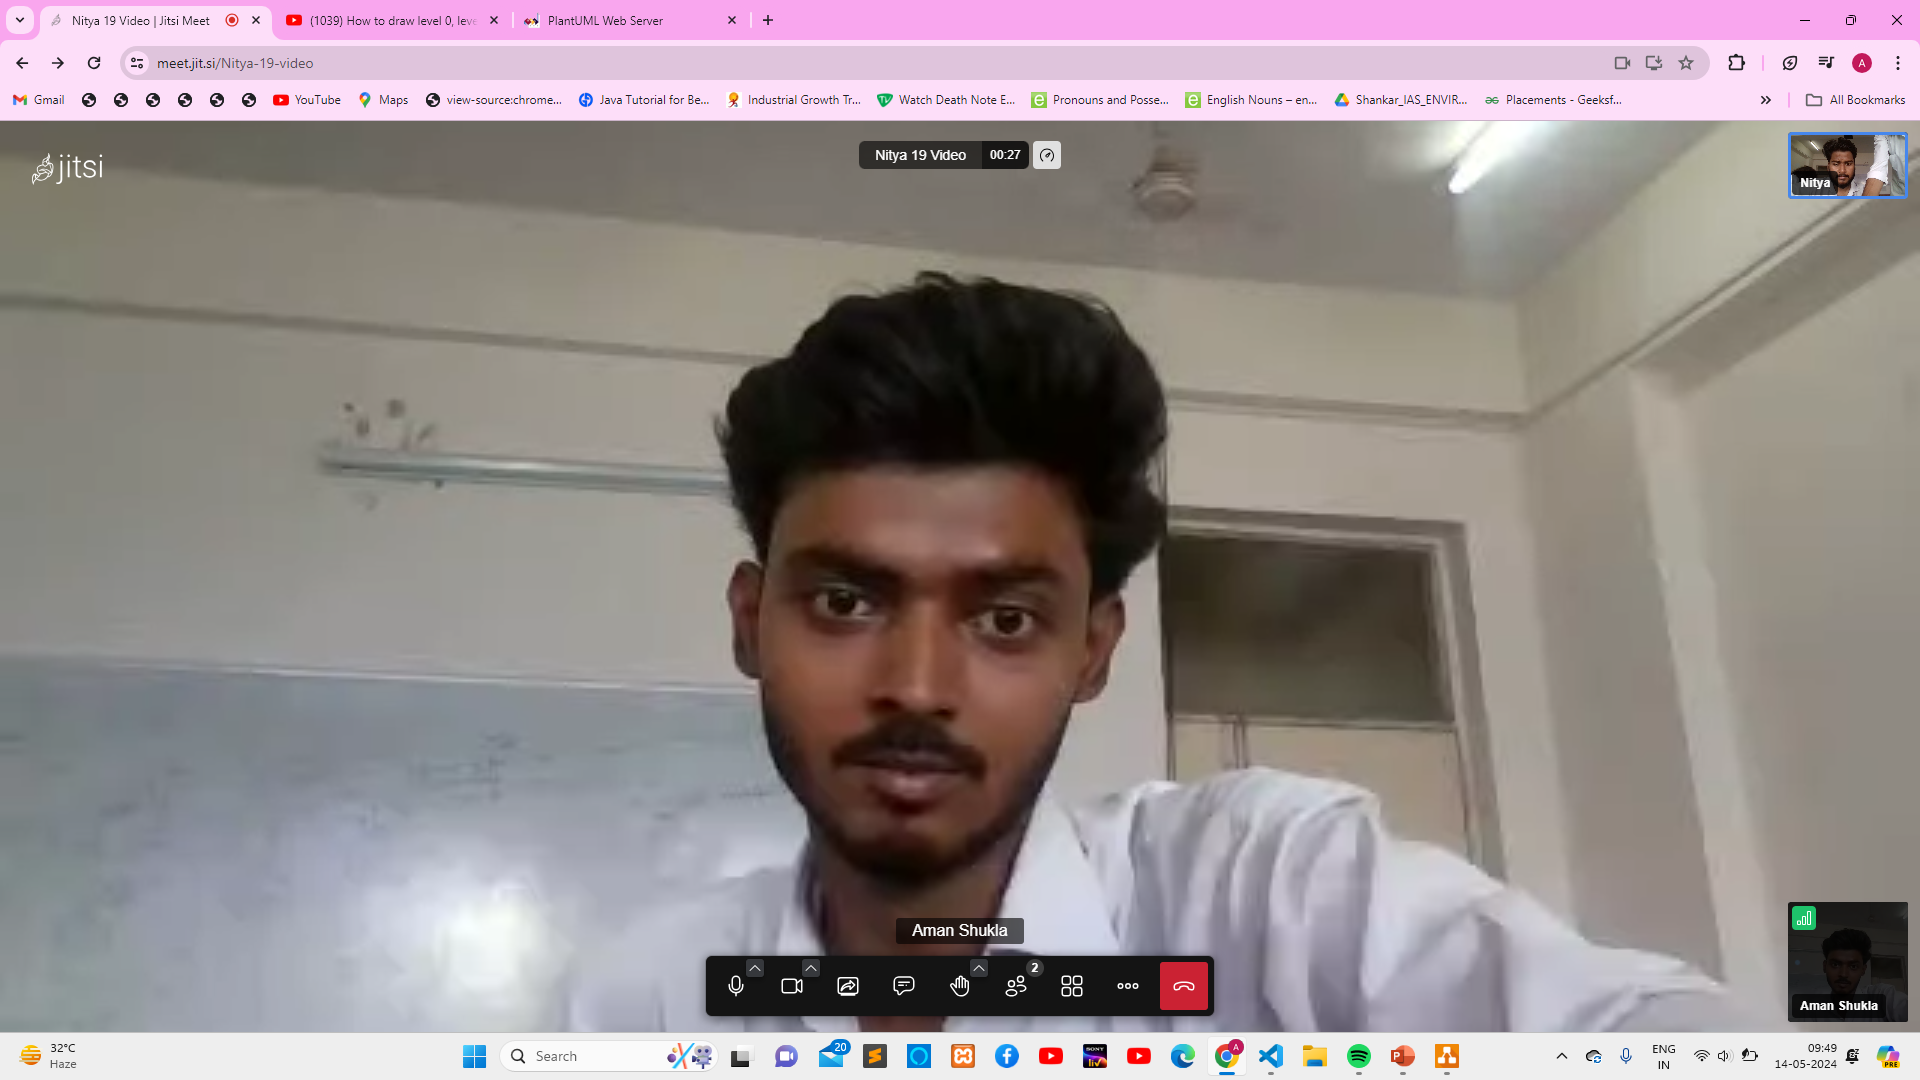 Nitya 19 Video | Jitsi Meet
(1039) How to draw level 0, leve
PlantUML Web Server
meet.jit.si/Nitya-19-video
A
Gmail
YouTube
Maps
view-source:chrome...
Java Tutorial for Be...
Industrial Growth Tr...
Watch Death Note E...
Pronouns and Posse...
English Nouns – en...
Shankar_IAS_ENVIR...
Placements - Geeksf...
All Bookmarks
jitsi
Nitya 19 Video 00:27
Nitya
Aman Shukla
2
Aman Shukla
32°C
Haze
Search
20
SONY
liv
A
ENG
IN
09:49
14-05-2024
PRE